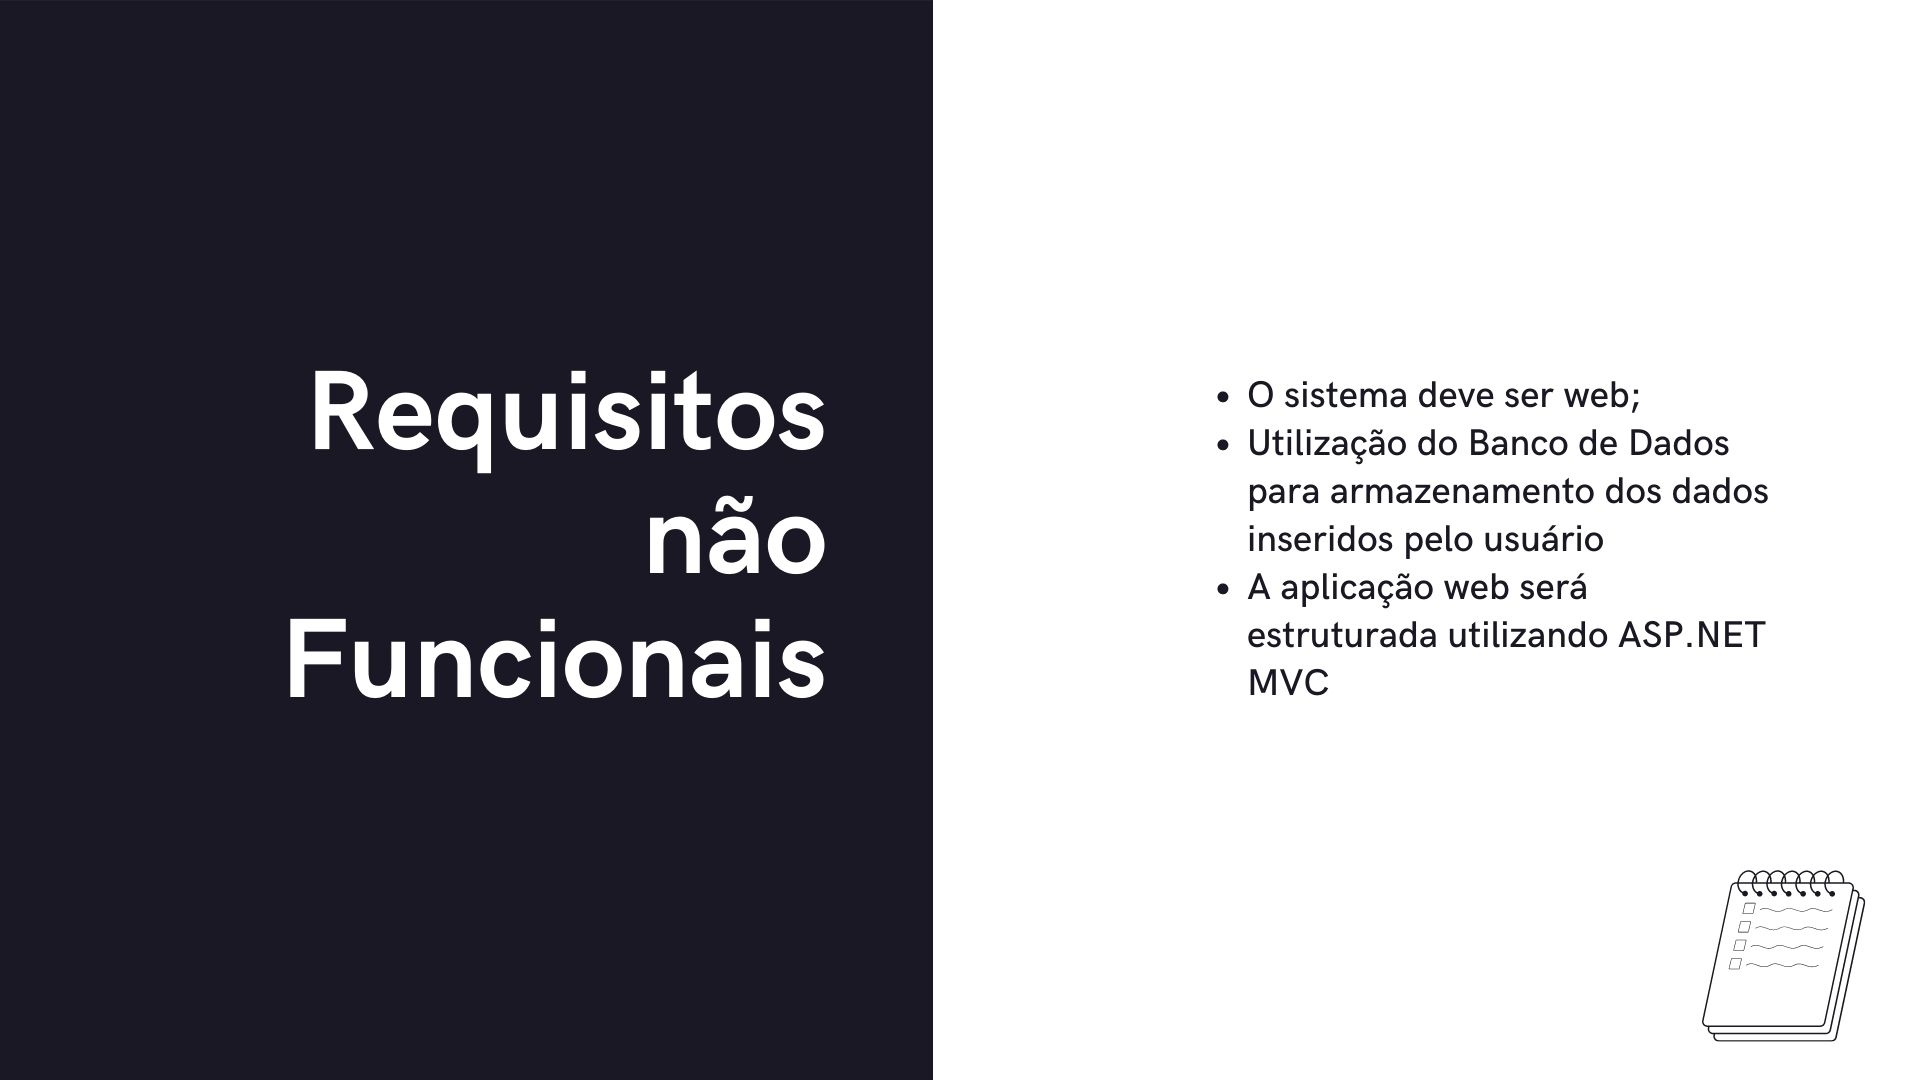 Requisitos
não
Funcionais
• O sistema deve ser web;
• Utilização do Banco de Dados
para armazenamento dos dados
inseridos pelo usuário
• A aplicação web será
estruturada utilizando ASP.NET
MVC